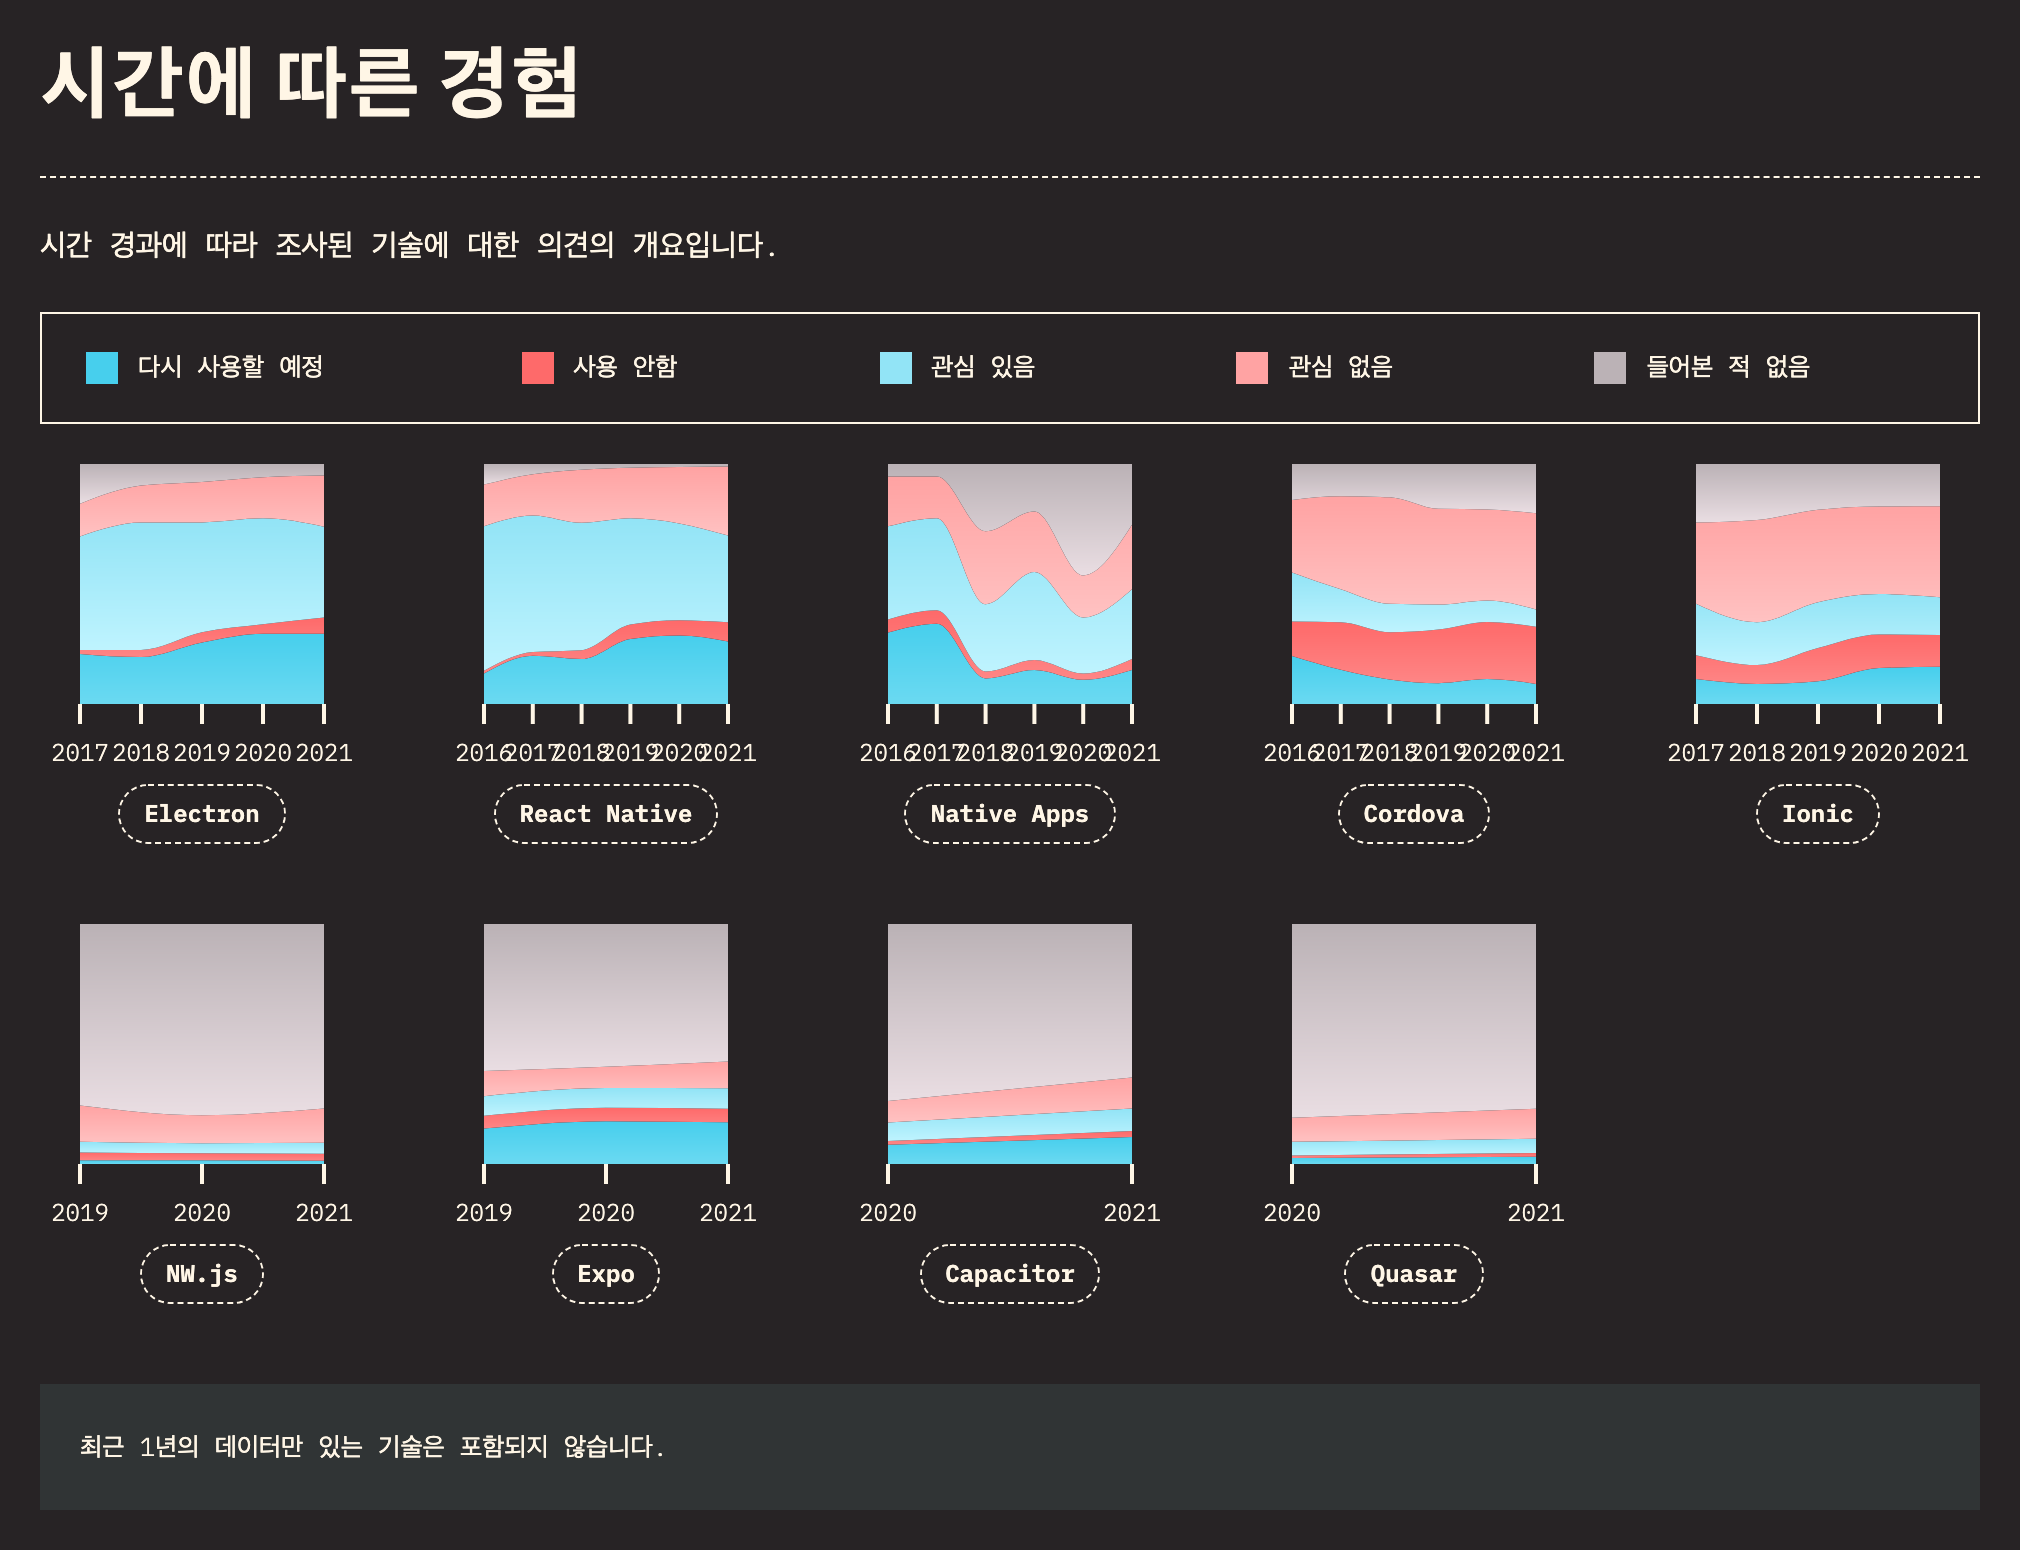 시간에 따른 경험
시간 경과에 따라 조사된 기술에 대한 의견의 개요입니다.
다시 사용할 예정 사용 안함 관심 있음 관심 없음 들어본 적 없음
2017 2018 2019 2020 2021 2016 2017 2018 2019 2020 2021 2016 2017 2018 2019 2020 2021 2016 2017 2018 2019 2020 2021 2017 2018 2019 2020 2021
Electron React Native Native Apps Cordova Ionic
2019 2020 2021 2019 2020 2021 2020 2021 2020 2021
NW.js Expo Capacitor Quasar
최근 1년의 데이터만 있는 기술은 포함되지 않습니다.